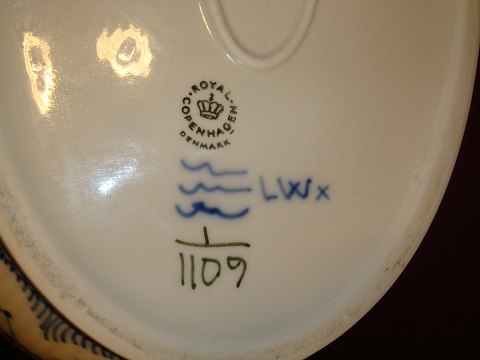 ROYAL
COPENHAGEN
DENMARK
LWx
1
1109